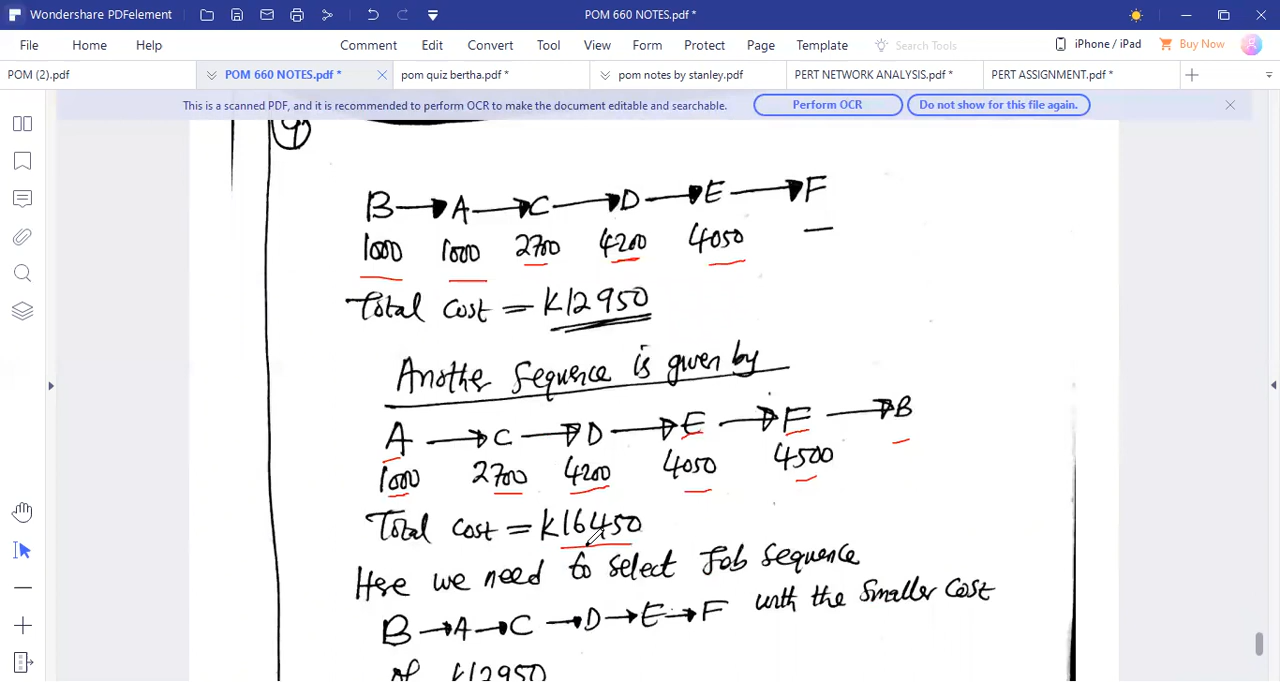 Wondershare PDFelement
POM 660 NOTES.pdf *
File Home Help Comment Edit Convert Tool View Form Protect Page Template Search Tools iPhone / iPad Buy Now
POM (2).pdf POM 660 NOTES.pdf * pom quiz bertha.pdf * pom notes by stanley.pdf PERT NETWORK ANALYSIS.pdf * PERT ASSIGNMENT.pdf *
This is a scanned PDF, and it is recommended to perform OCR to make the document editable and searchable. Perform OCR Do not show for this file again.
B → A → C → D → E → F
1000 1000 2700 4200 4050 —
Total Cost = K12950
Another Sequence is given by
A → C → D → E → F → B
1000 2700 4200 4050 4500
Total Cost = K16450
Here we need to select Job Sequence
with the Smaller Cost
B → A → C → D → E → F
of K12950